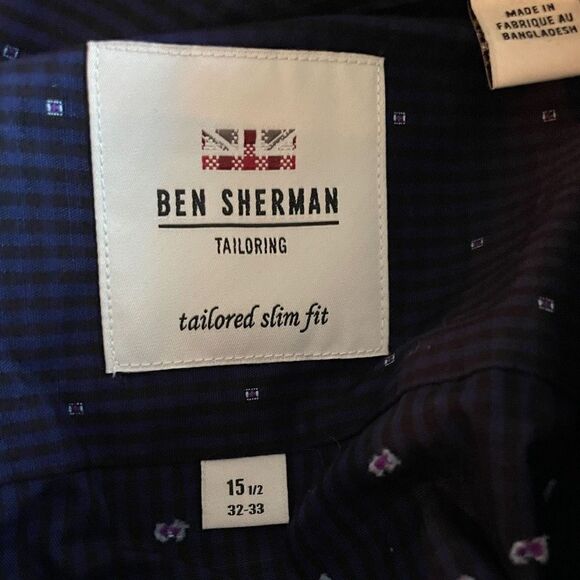 MADE IN
FABRIQUE AU
BANGLADESH
BEN SHERMAN
TAILORING
tailored slim fit
15 1/2
32-33